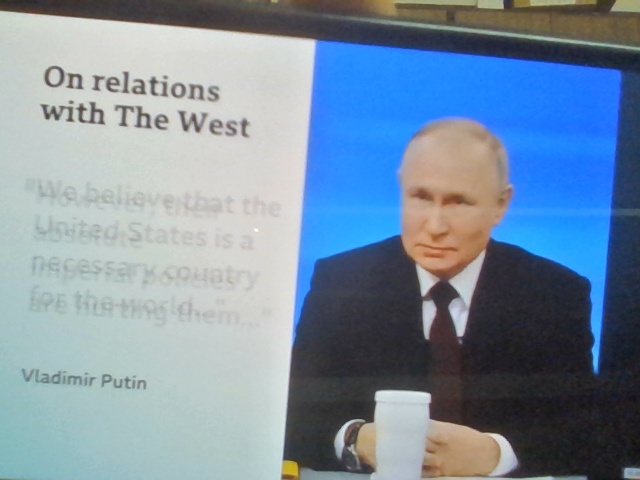 On relations
with The West
"We believe that the
United States is a
necessary country
for the world..."
"However, their
absolute
imperial policies
are hurting them..."
Vladimir Putin